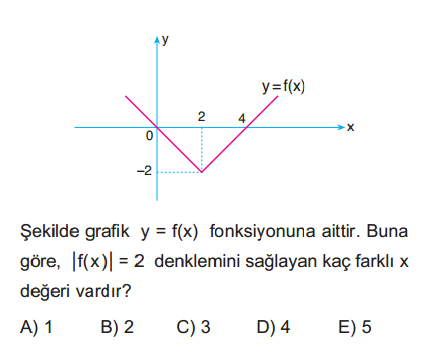 y
y=f(x)
2
4
x
0
−2
Şekilde grafik y = f(x) fonksiyonuna aittir. Buna
göre, |f(x)| = 2 denklemini sağlayan kaç farklı x
değeri vardır?
A) 1 B) 2 C) 3 D) 4 E) 5